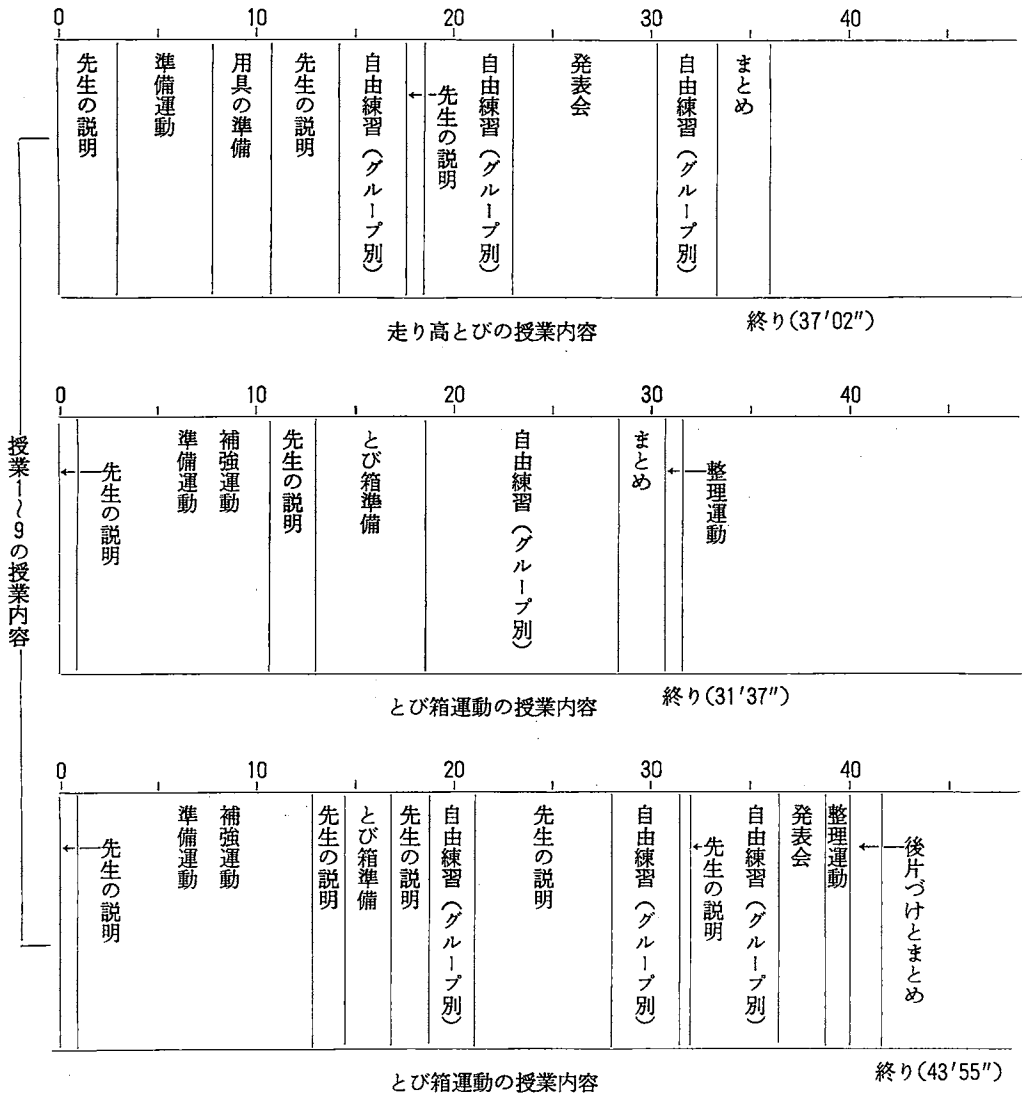 授業1~9の授業内容
0 10 20 30 40
先生の説明
準備運動
用具の準備
先生の説明
自由練習(グループ別)
←先生の説明
自由練習(グループ別)
発表会
自由練習(グループ別)
まとめ
走り高とびの授業内容
終り(37′02″)
0 10 20 30 40
←先生の説明
準備運動
補強運動
先生の説明
とび箱準備
自由練習(グループ別)
まとめ
←整理運動
とび箱運動の授業内容
終り(31′37″)
0 10 20 30 40
←先生の説明
準備運動
補強運動
先生の説明
とび箱準備
先生の説明
自由練習(グループ別)
先生の説明
自由練習(グループ別)
←先生の説明
自由練習(グループ別)
発表会
整理運動
←後片づけとまとめ
とび箱運動の授業内容
終り(43′55″)